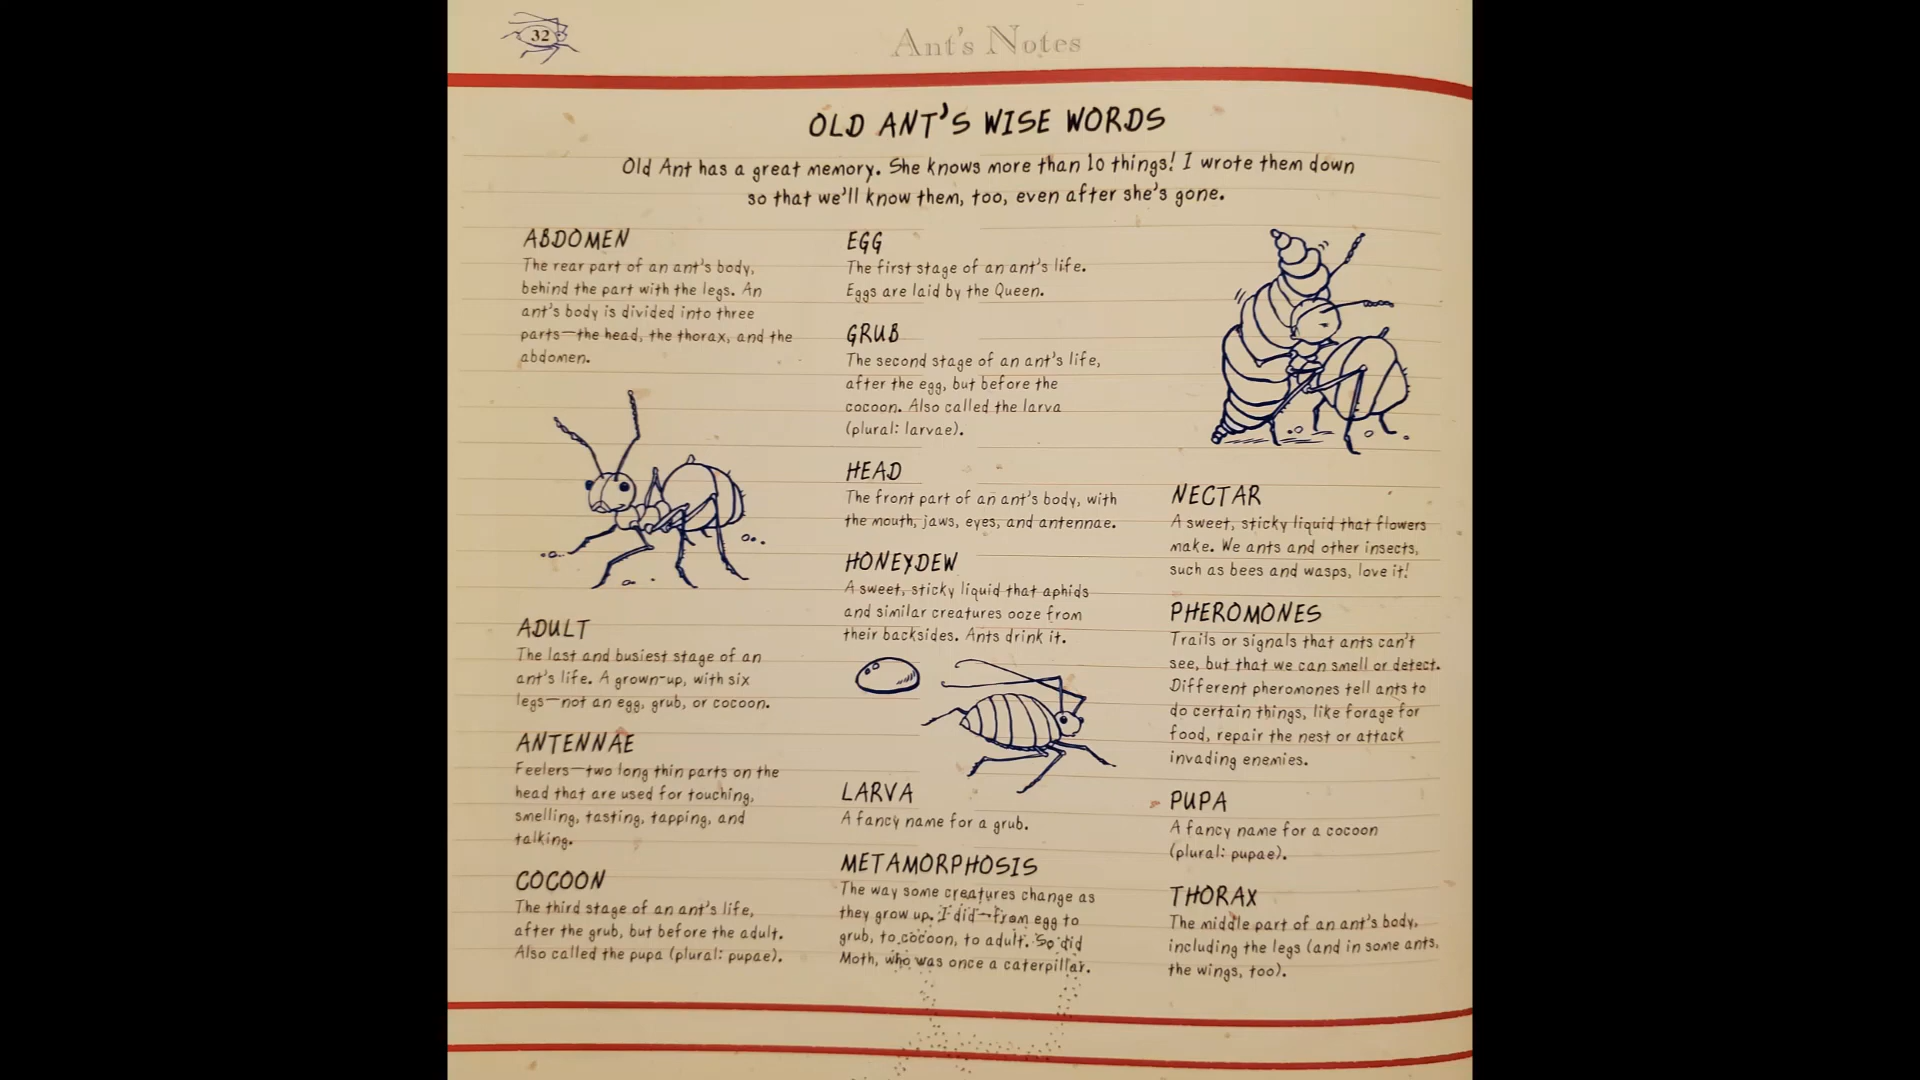 32
Ant's Notes
OLD ANT'S WISE WORDS
Old Ant has a great memory. She knows more than 10 things! I wrote them down
so that we'll know them, too, even after she's gone.
ABDOMEN
The rear part of an ant's body,
behind the part with the legs. An
ant's body is divided into three
parts—the head, the thorax, and the
abdomen.
ADULT
The last and busiest stage of an
ant's life. A grown-up, with six
legs—not an egg, grub, or cocoon.
ANTENNAE
Feelers—two long thin parts on the
head that are used for touching,
smelling, tasting, tapping, and
talking.
COCOON
The third stage of an ant's life,
after the grub, but before the adult.
Also called the pupa (plural: pupae).
EGG
The first stage of an ant's life.
Eggs are laid by the Queen.
GRUB
The second stage of an ant's life,
after the egg, but before the
cocoon. Also called the larva
(plural: larvae).
HEAD
The front part of an ant's body, with
the mouth, jaws, eyes, and antennae.
HONEYDEW
A sweet, sticky liquid that aphids
and similar creatures ooze from
their backsides. Ants drink it.
LARVA
A fancy name for a grub.
METAMORPHOSIS
The way some creatures change as
they grow up. I did—from egg to
grub, to cocoon, to adult. So did
Moth, who was once a caterpillar.
NECTAR
A sweet, sticky liquid that flowers
make. We ants and other insects,
such as bees and wasps, love it!
PHEROMONES
Trails or signals that ants can't
see, but that we can smell or detect.
Different pheromones tell ants to
do certain things, like forage for
food, repair the nest or attack
invading enemies.
PUPA
A fancy name for a cocoon
(plural: pupae).
THORAX
The middle part of an ant's body,
including the legs (and in some ants,
the wings, too).